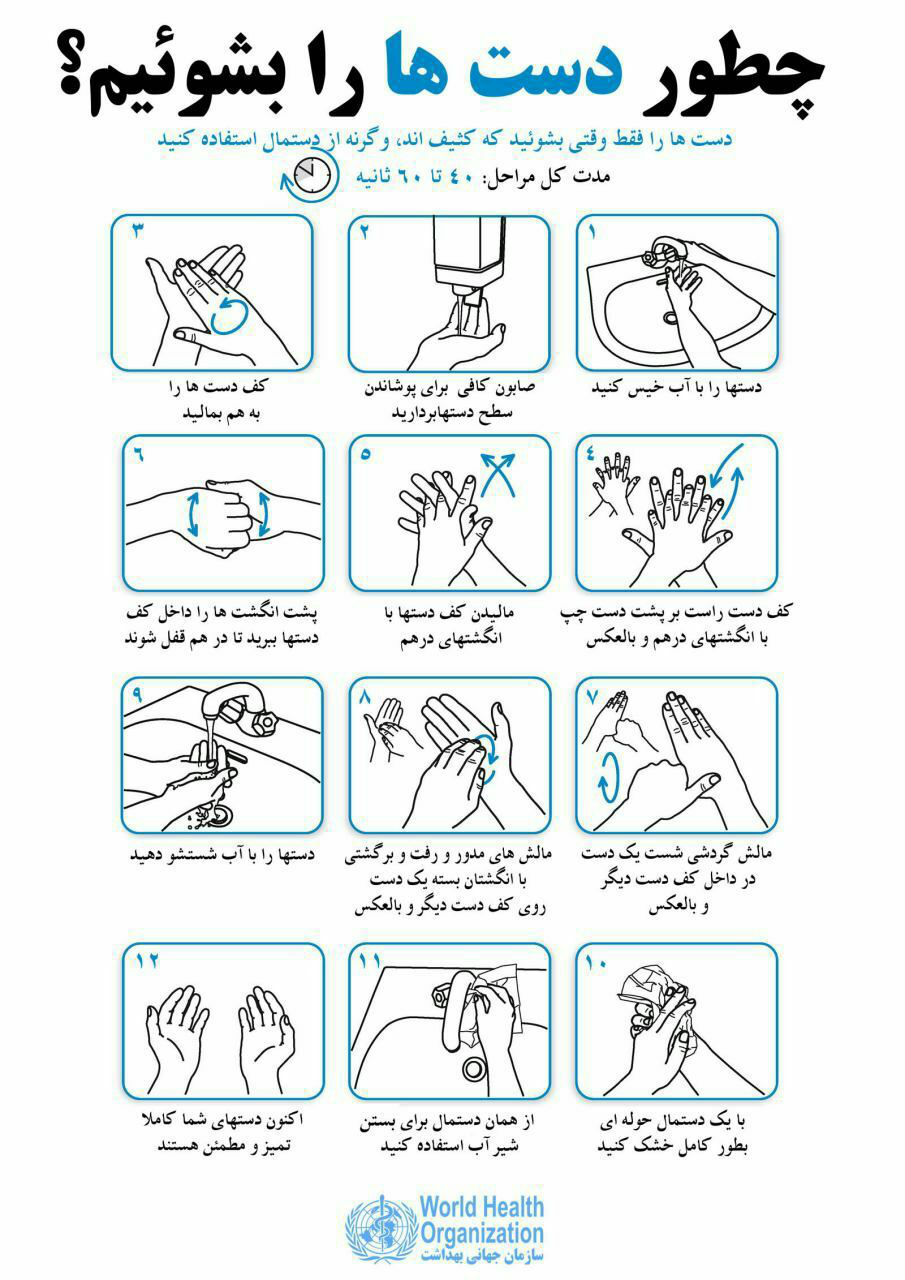 چطور دست ها را بشوئیم؟
دست ها را فقط وقتی بشوئید که کثیف اند، وگرنه از دستمال استفاده کنید
مدت کل مراحل: ۴۰ تا ۶۰ ثانیه
۱
دستها را با آب خیس کنید
۲
صابون کافی برای پوشاندن
سطح دستهابردارید
۳
کف دست ها را
به هم بمالید
۴
کف دست راست بر پشت دست چپ
با انگشتهای درهم و بالعکس
۵
مالیدن کف دستها با
انگشتهای درهم
۶
پشت انگشت ها را داخل کف
دستها ببرید تا در هم قفل شوند
۷
مالش گردشی شست یک دست
در داخل کف دست دیگر
و بالعکس
۸
مالش های مدور و رفت و برگشتی
با انگشتان بسته یک دست
روی کف دست دیگر و بالعکس
۹
دستها را با آب شستشو دهید
۱۰
با یک دستمال حوله ای
بطور کامل خشک کنید
۱۱
از همان دستمال برای بستن
شیر آب استفاده کنید
۱۲
اکنون دستهای شما کاملا
تمیز و مطمئن هستند
World Health
Organization
سازمان جهانی بهداشت